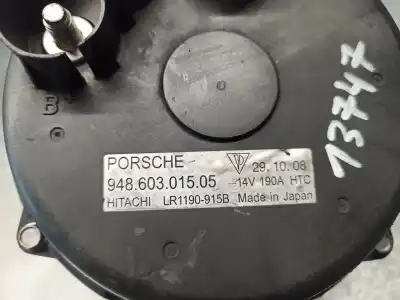 B+
13747
PORSCHE 29.10.08
948.603.015.05 14V 190A HTC
HITACHI LR1190-915B Made in Japan